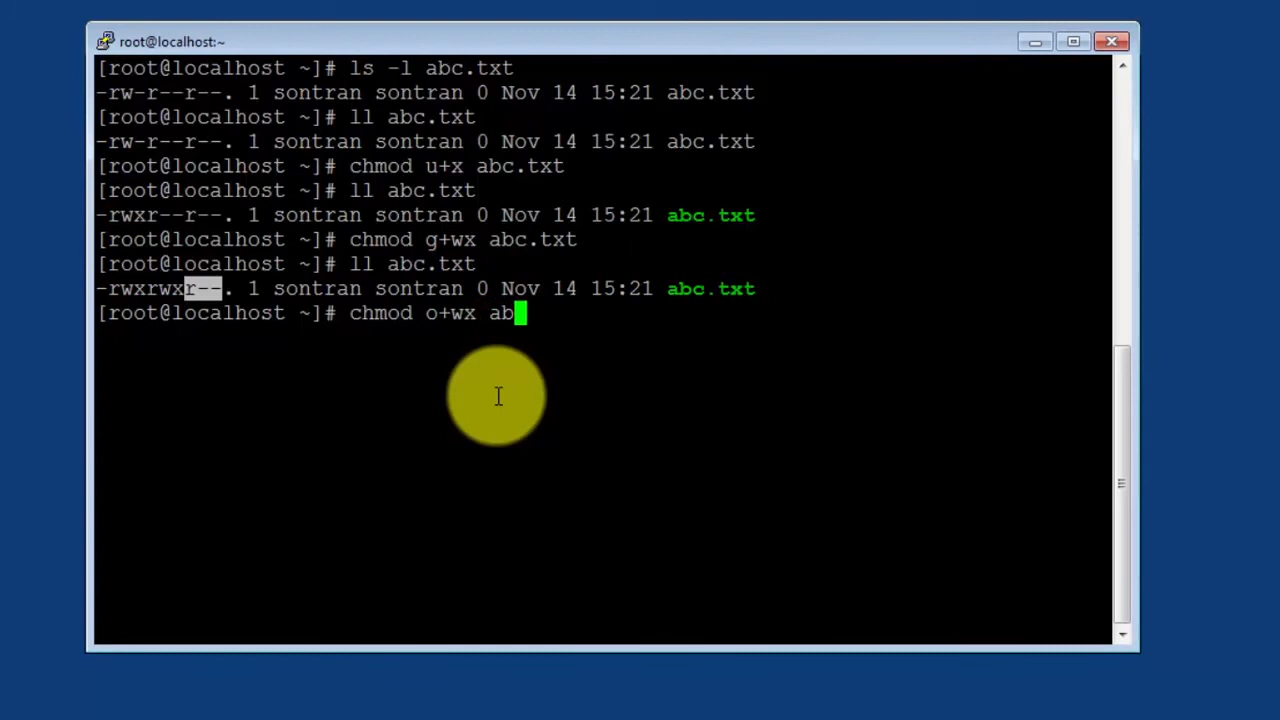 root@localhost:~
[root@localhost ~]# ls -l abc.txt
-rw-r--r--. 1 sontran sontran 0 Nov 14 15:21 abc.txt
[root@localhost ~]# ll abc.txt
-rw-r--r--. 1 sontran sontran 0 Nov 14 15:21 abc.txt
[root@localhost ~]# chmod u+x abc.txt
[root@localhost ~]# ll abc.txt
-rwxr--r--. 1 sontran sontran 0 Nov 14 15:21 abc.txt
[root@localhost ~]# chmod g+wx abc.txt
[root@localhost ~]# ll abc.txt
-rwxrwxr--. 1 sontran sontran 0 Nov 14 15:21 abc.txt
[root@localhost ~]# chmod o+wx ab